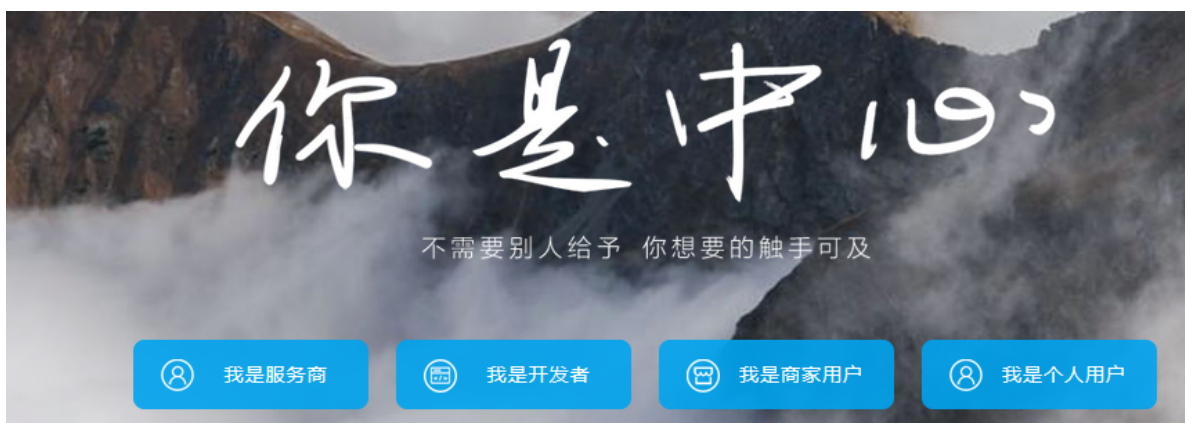 你是中心
不需要别人给予 你想要的触手可及
我是服务商 我是开发者 我是商家用户 我是个人用户